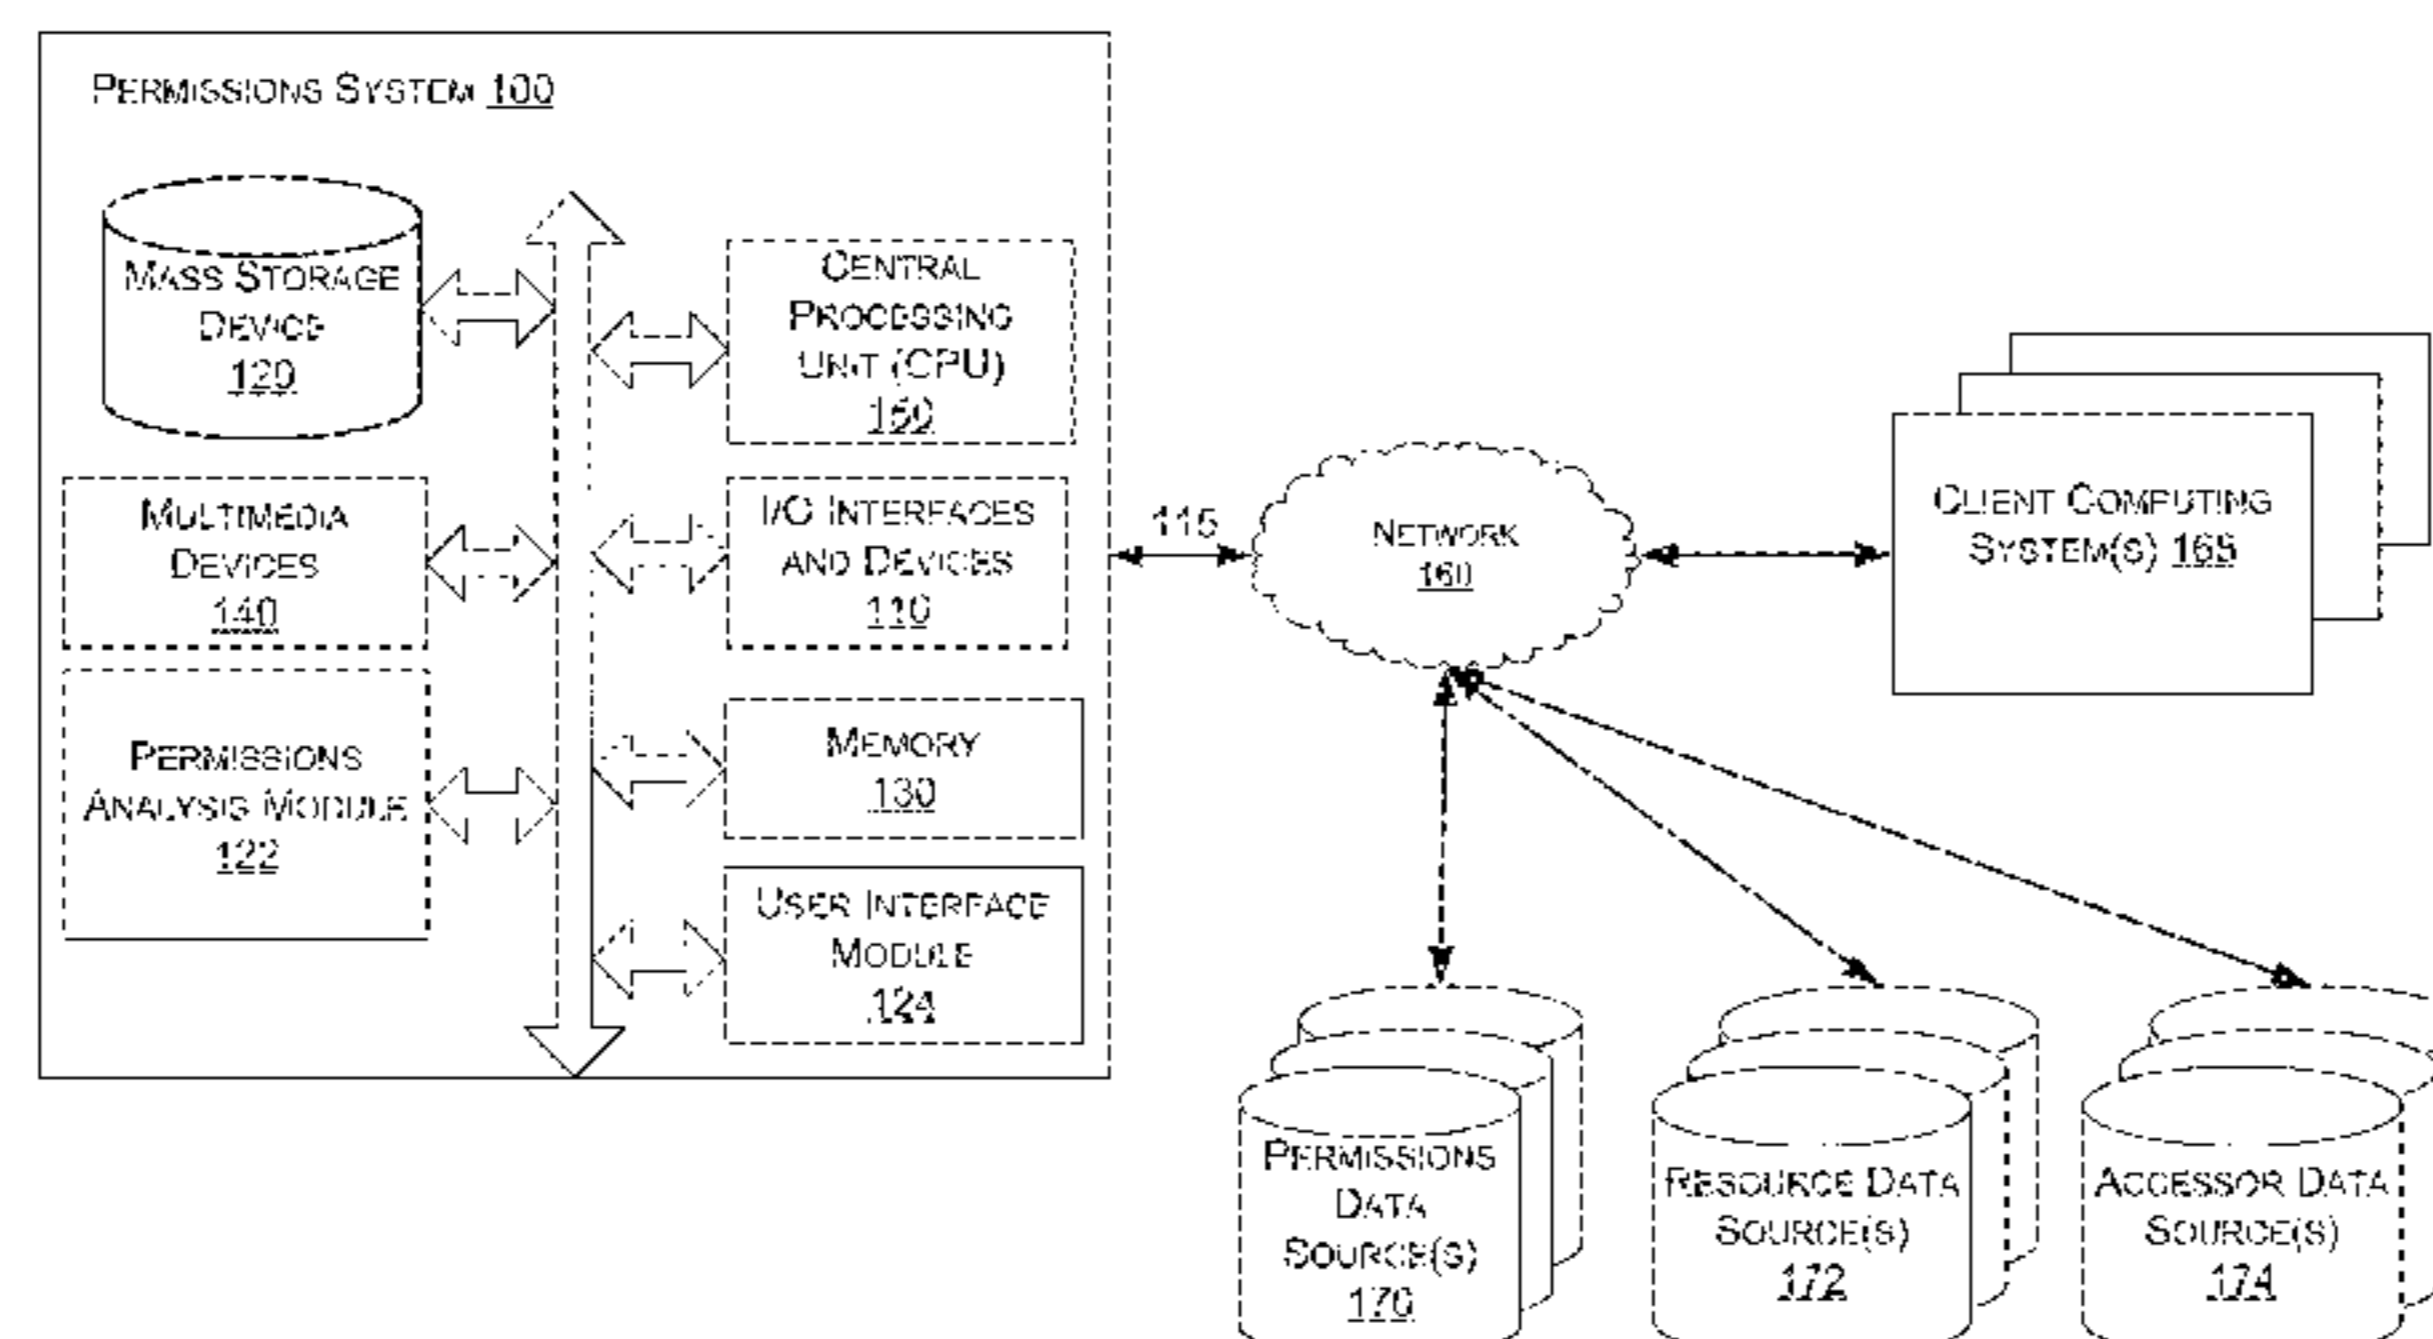 PERMISSIONS SYSTEM 100
MASS STORAGE
DEVICE
120
CENTRAL
PROCESSING
UNIT (CPU)
150
MULTIMEDIA
DEVICES
140
I/O INTERFACES
AND DEVICES
110
PERMISSIONS
ANALYSIS MODULE
122
MEMORY
130
USER INTERFACE
MODULE
124
115
NETWORK
160
CLIENT COMPUTING
SYSTEM(S) 165
PERMISSIONS
DATA
SOURCE(S)
170
RESOURCE DATA
SOURCE(S)
172
ACCESSOR DATA
SOURCE(S)
174